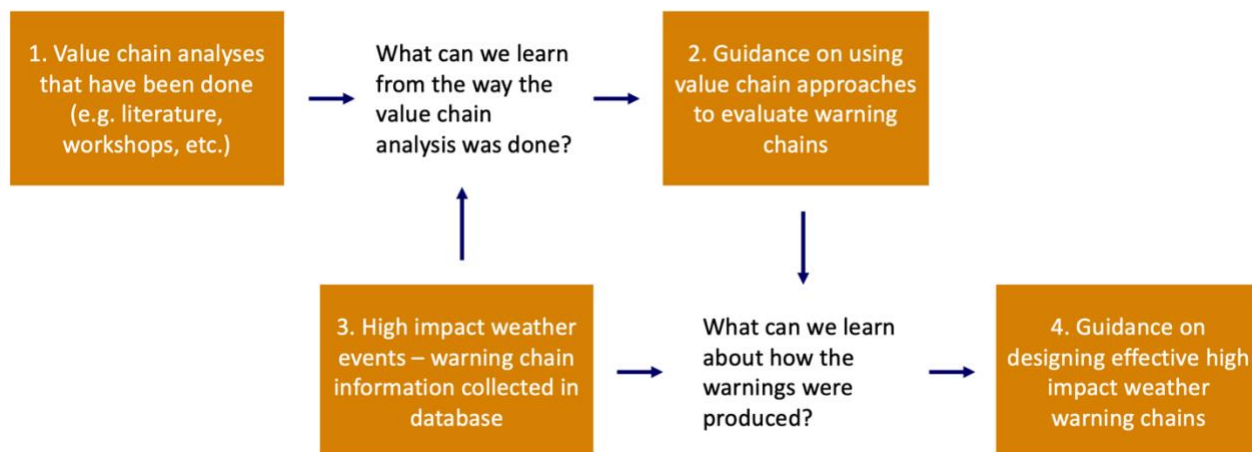 1. Value chain analyses
that have been done
(e.g. literature,
workshops, etc.)
What can we learn
from the way the
value chain
analysis was done?
2. Guidance on using
value chain approaches
to evaluate warning
chains
3. High impact weather
events – warning chain
information collected in
database
What can we learn
about how the
warnings were
produced?
4. Guidance on
designing effective high
impact weather
warning chains